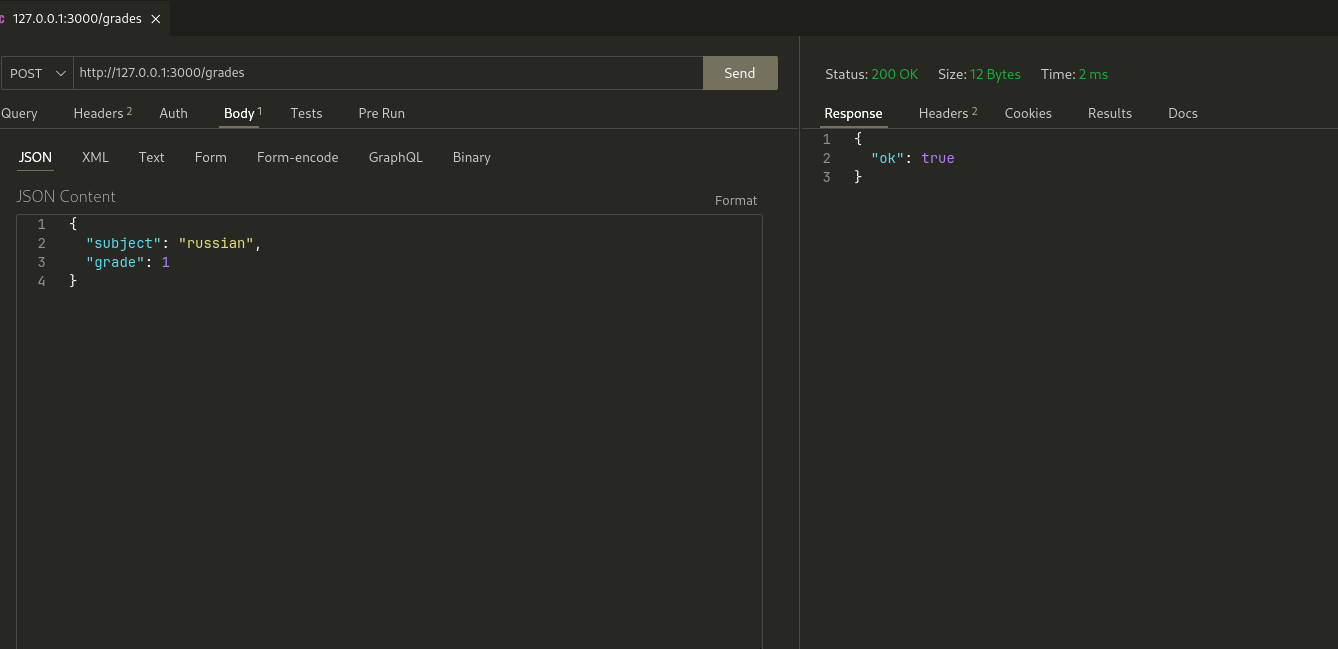 127.0.0.1:3000/grades
POST http://127.0.0.1:3000/grades Send
Query Headers 2 Auth Body 1 Tests Pre Run
JSON XML Text Form Form-encode GraphQL Binary
JSON Content
Format
1 {
2 "subject": "russian",
3 "grade": 1
4 }
Status: 200 OK Size: 12 Bytes Time: 2 ms
Response Headers 2 Cookies Results Docs
1 {
2 "ok": true
3 }